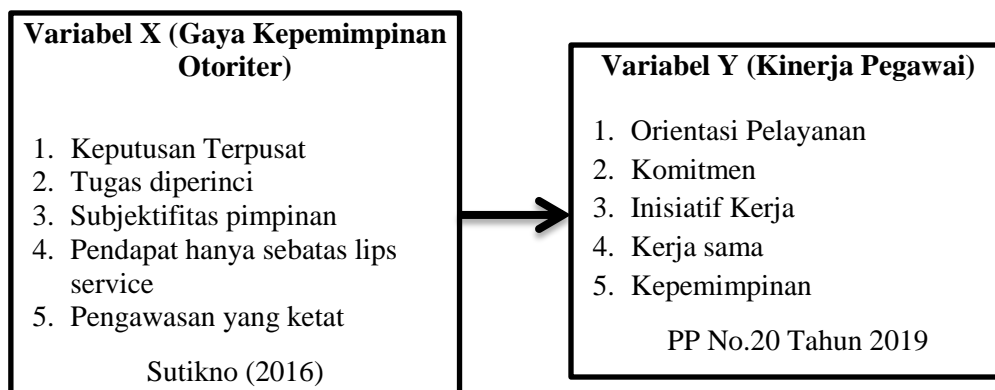 Variabel X (Gaya Kepemimpinan
Otoriter)
1. Keputusan Terpusat
2. Tugas diperinci
3. Subjektifitas pimpinan
4. Pendapat hanya sebatas lips
service
5. Pengawasan yang ketat
Sutikno (2016)
Variabel Y (Kinerja Pegawai)
1. Orientasi Pelayanan
2. Komitmen
3. Inisiatif Kerja
4. Kerja sama
5. Kepemimpinan
PP No.20 Tahun 2019